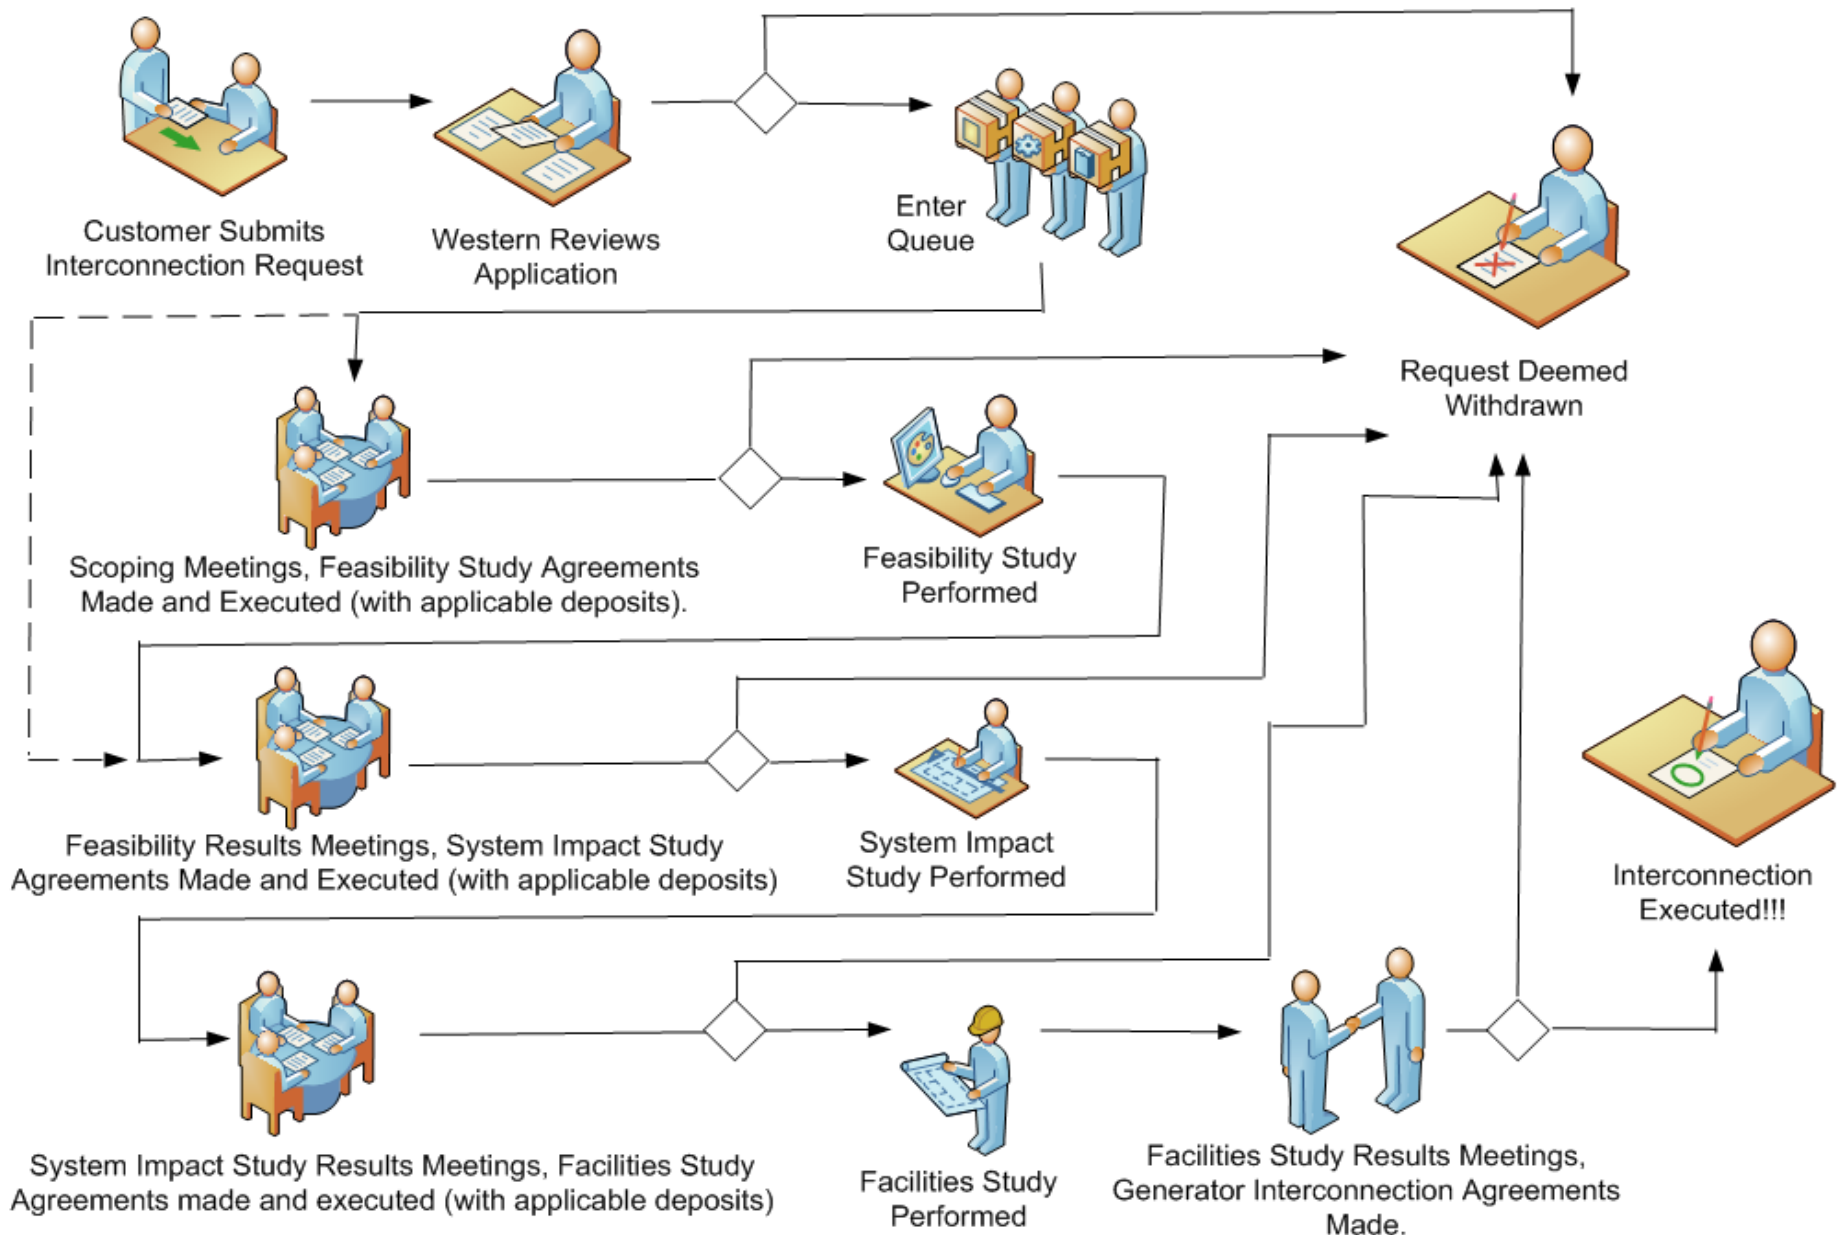 Customer Submits
Interconnection Request
Western Reviews
Application
Enter
Queue
Request Deemed
Withdrawn
Scoping Meetings, Feasibility Study Agreements
Made and Executed (with applicable deposits).
Feasibility Study
Performed
Feasibility Results Meetings, System Impact Study
Agreements Made and Executed (with applicable deposits)
System Impact
Study Performed
Interconnection
Executed!!!
System Impact Study Results Meetings, Facilities Study
Agreements made and executed (with applicable deposits)
Facilities Study
Performed
Facilities Study Results Meetings,
Generator Interconnection Agreements
Made.